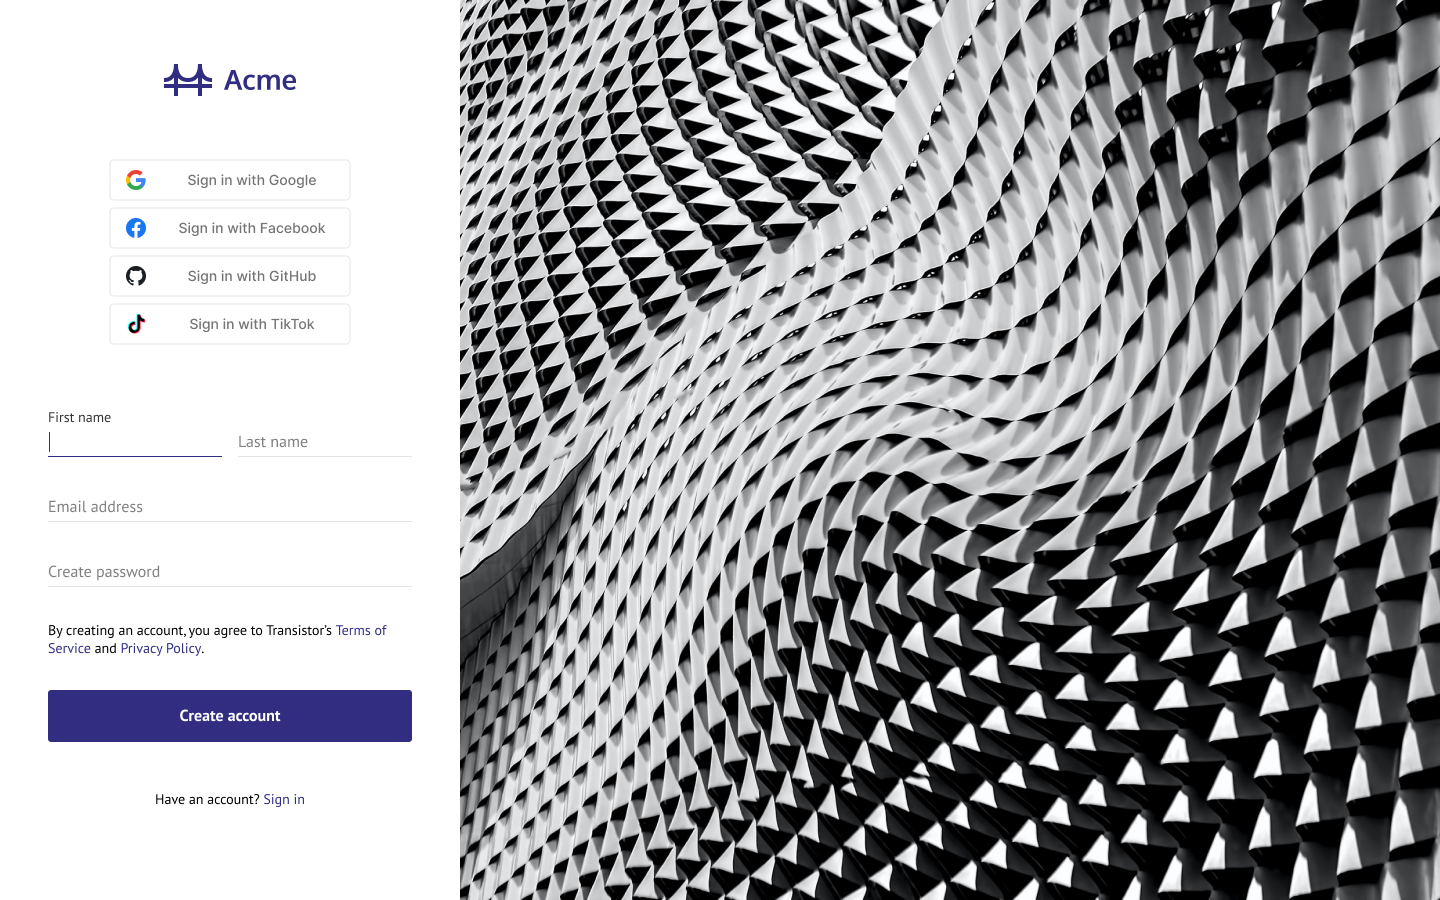 Acme
Sign in with Google
Sign in with Facebook
Sign in with GitHub
Sign in with TikTok
First name
Last name
Email address
Create password
By creating an account, you agree to Transistor’s Terms of
Service and Privacy Policy.
Create account
Have an account? Sign in